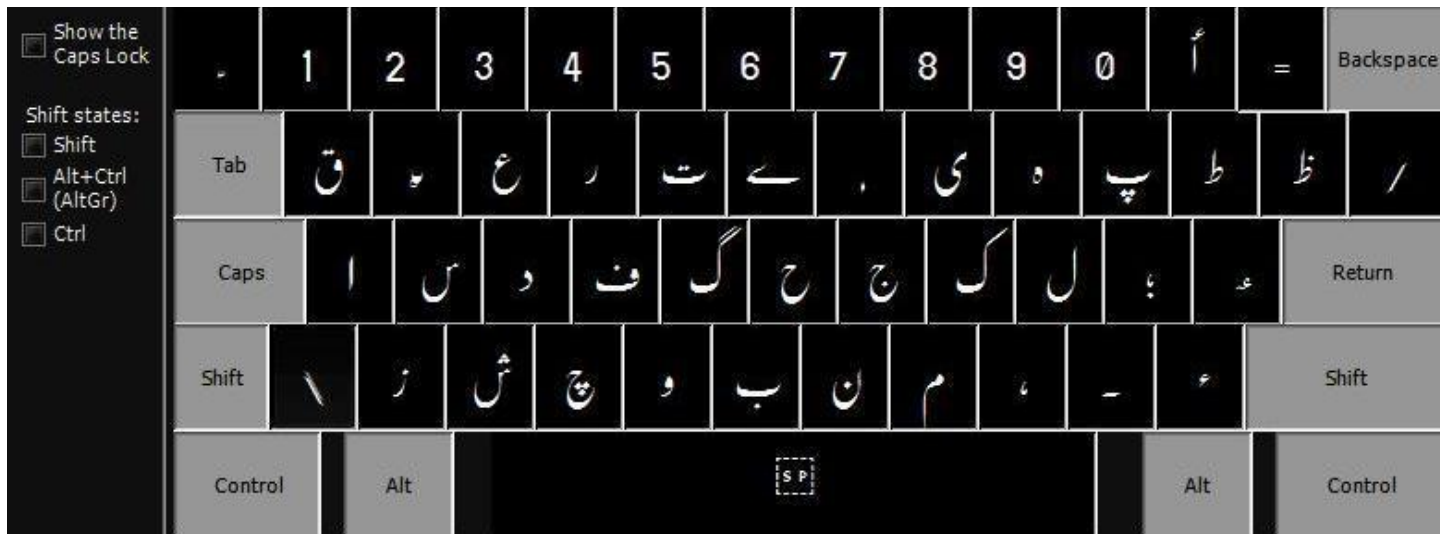 Show the
Caps Lock
Shift states:
Shift
Alt+Ctrl
(AltGr)
Ctrl
1 2 3 4 5 6 7 8 9 0 أ = Backspace
Tab ق ع ر ت ے ی ہ پ ط ظ /
Caps ا س د ف گ ح ج ک ل ؛ Return
Shift \ ز ش چ و ب ن م ، ۔ ء Shift
Control Alt SP Alt Control